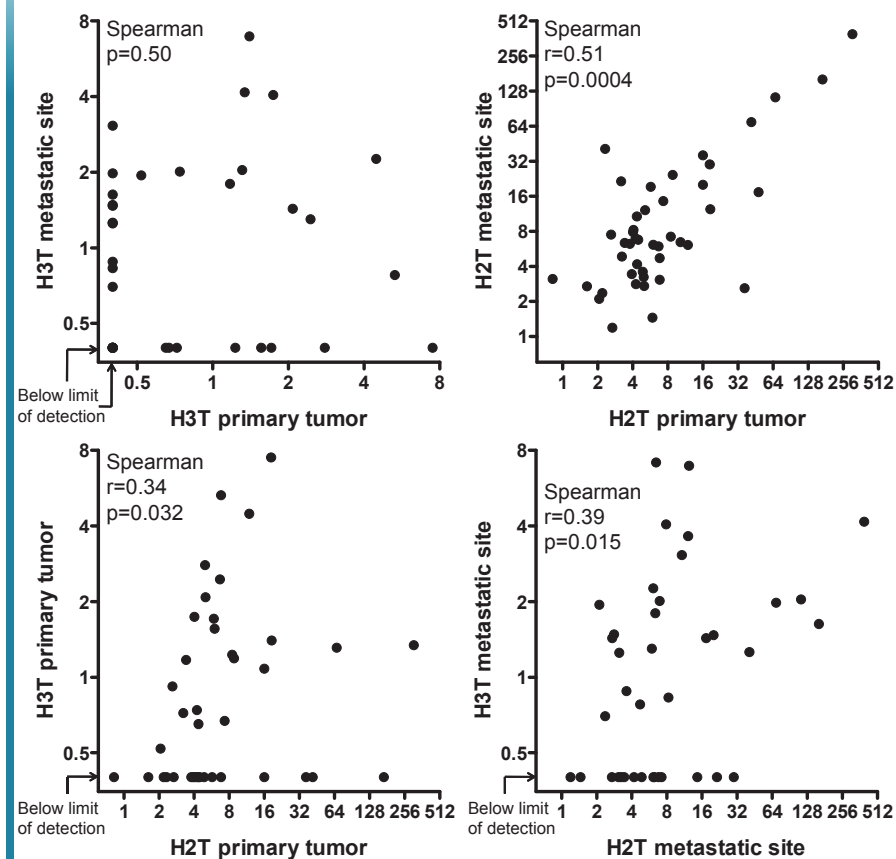 8
4
2
1
0.5
H3T metastatic site
Spearman
p=0.50
0.5 1 2 4 8
Below limit
of detection
H3T primary tumor
512
256
128
64
32
16
8
4
2
1
H2T metastatic site
Spearman
r=0.51
p=0.0004
1 2 4 8 16 32 64 128 256 512
H2T primary tumor
8
4
2
1
0.5
H3T primary tumor
Spearman
r=0.34
p=0.032
Below limit
of detection
1 2 4 8 16 32 64 128 256 512
H2T primary tumor
8
4
2
1
0.5
H3T metastatic site
Spearman
r=0.39
p=0.015
Below limit
of detection
1 2 4 8 16 32 64 128 256 512
H2T metastatic site